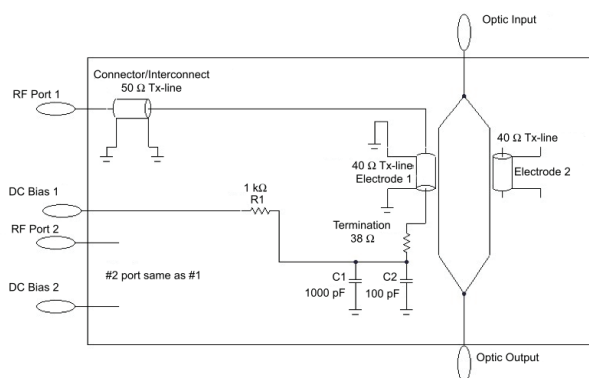 Optic Input
Connector/Interconnect
50 Ω Tx-line
RF Port 1
40 Ω Tx-line
Electrode 1
40 Ω Tx-line
Electrode 2
DC Bias 1
1 kΩ
R1
Termination
38 Ω
RF Port 2
#2 port same as #1
C1
1000 pF
C2
100 pF
DC Bias 2
Optic Output